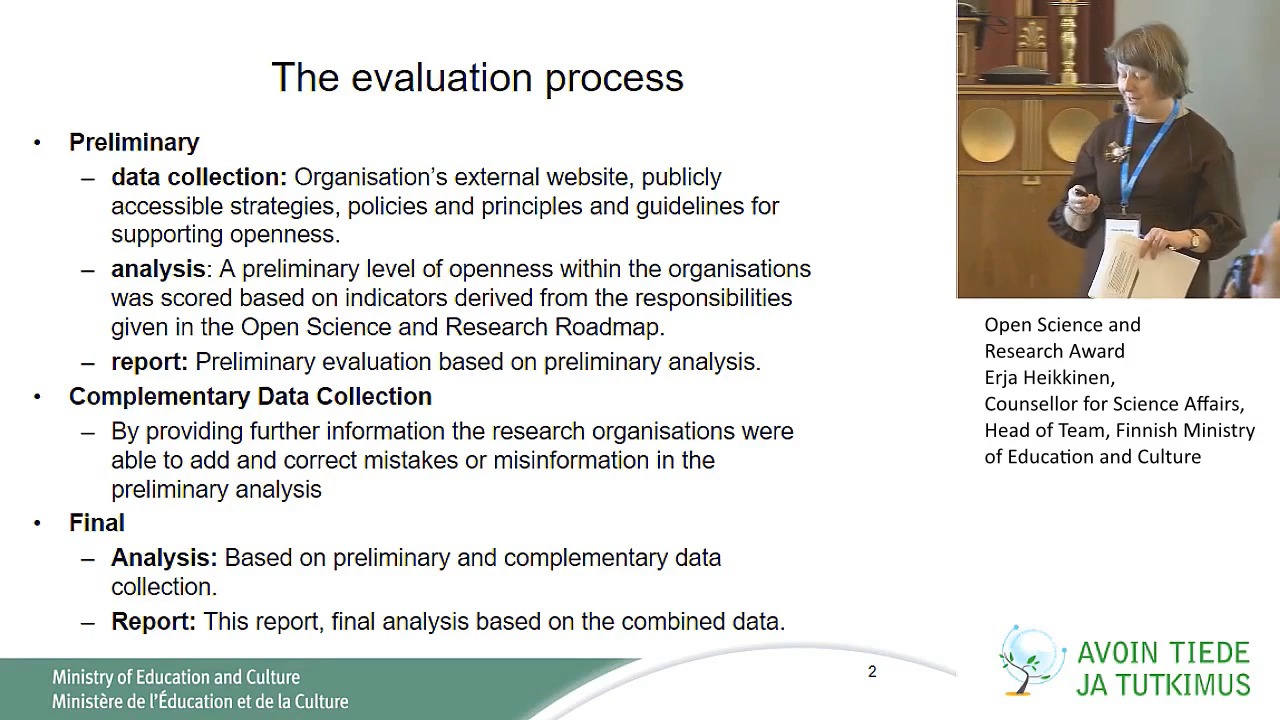 The evaluation process
• Preliminary
– data collection: Organisation's external website, publicly
accessible strategies, policies and principles and guidelines for
supporting openness.
– analysis: A preliminary level of openness within the organisations
was scored based on indicators derived from the responsibilities
given in the Open Science and Research Roadmap.
– report: Preliminary evaluation based on preliminary analysis.
• Complementary Data Collection
– By providing further information the research organisations were
able to add and correct mistakes or misinformation in the
preliminary analysis
• Final
– Analysis: Based on preliminary and complementary data
collection.
– Report: This report, final analysis based on the combined data.
Ministry of Education and Culture
Ministère de l'Éducation et de la Culture
2
Open Science and
Research Award
Erja Heikkinen,
Counsellor for Science Affairs,
Head of Team, Finnish Ministry
of Education and Culture
AVOIN TIEDE
JA TUTKIMUS